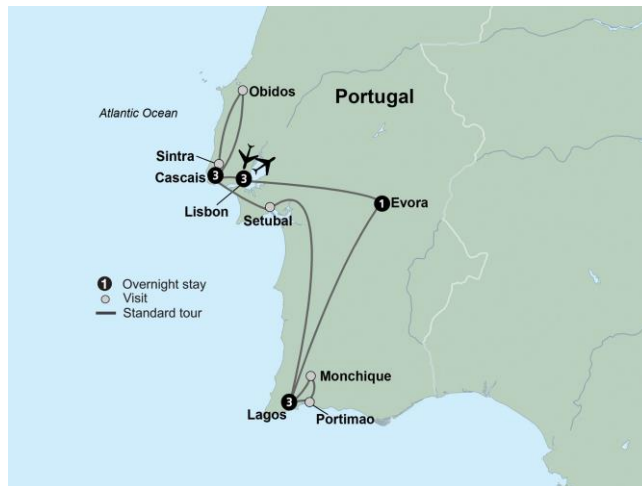 Obidos
Portugal
Atlantic Ocean
Sintra
Cascais 3 3
Lisbon
1 Evora
Setubal
1 Overnight stay
Visit
Standard tour
Monchique
Lagos 3
Portimao